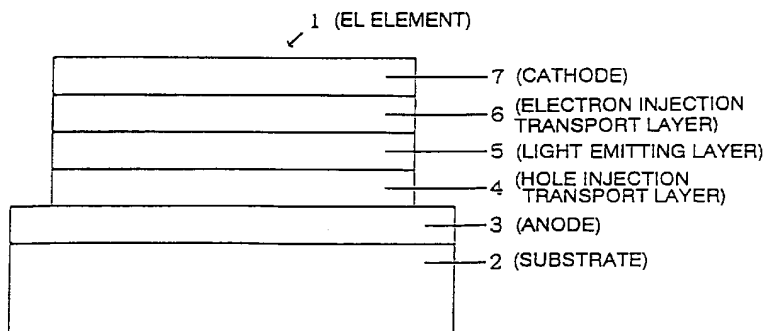 1 (EL ELEMENT)
7 (CATHODE)
6 (ELECTRON INJECTION
TRANSPORT LAYER)
5 (LIGHT EMITTING LAYER)
4 (HOLE INJECTION
TRANSPORT LAYER)
3 (ANODE)
2 (SUBSTRATE)